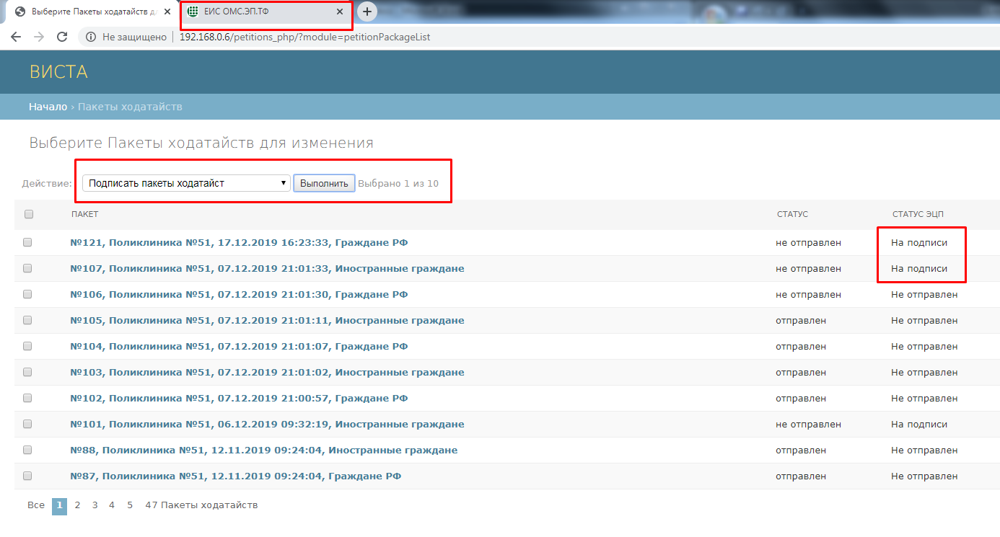 Выберите Пакеты ходатайств дл
ЕИС ОМС.ЭП.ТФ
Не защищено | 192.168.0.6/petitions_php/?module=petitionPackageList
ВИСТА
Начало › Пакеты ходатайств
Выберите Пакеты ходатайств для изменения
Действие: Подписать пакеты ходатайст Выполнить Выбрано 1 из 10
ПАКЕТ СТАТУС СТАТУС ЭЦП
№121, Поликлиника №51, 17.12.2019 16:23:33, Граждане РФ не отправлен На подписи
№107, Поликлиника №51, 07.12.2019 21:01:33, Иностранные граждане не отправлен На подписи
№106, Поликлиника №51, 07.12.2019 21:01:30, Граждане РФ не отправлен Не отправлен
№105, Поликлиника №51, 07.12.2019 21:01:11, Иностранные граждане отправлен Не отправлен
№104, Поликлиника №51, 07.12.2019 21:01:07, Граждане РФ отправлен Не отправлен
№103, Поликлиника №51, 07.12.2019 21:01:02, Иностранные граждане отправлен Не отправлен
№102, Поликлиника №51, 07.12.2019 21:00:57, Граждане РФ отправлен Не отправлен
№101, Поликлиника №51, 06.12.2019 09:32:19, Иностранные граждане не отправлен На подписи
№88, Поликлиника №51, 12.11.2019 09:24:04, Иностранные граждане отправлен Не отправлен
№87, Поликлиника №51, 12.11.2019 09:24:04, Граждане РФ отправлен Не отправлен
Все 1 2 3 4 5 47 Пакеты ходатайств